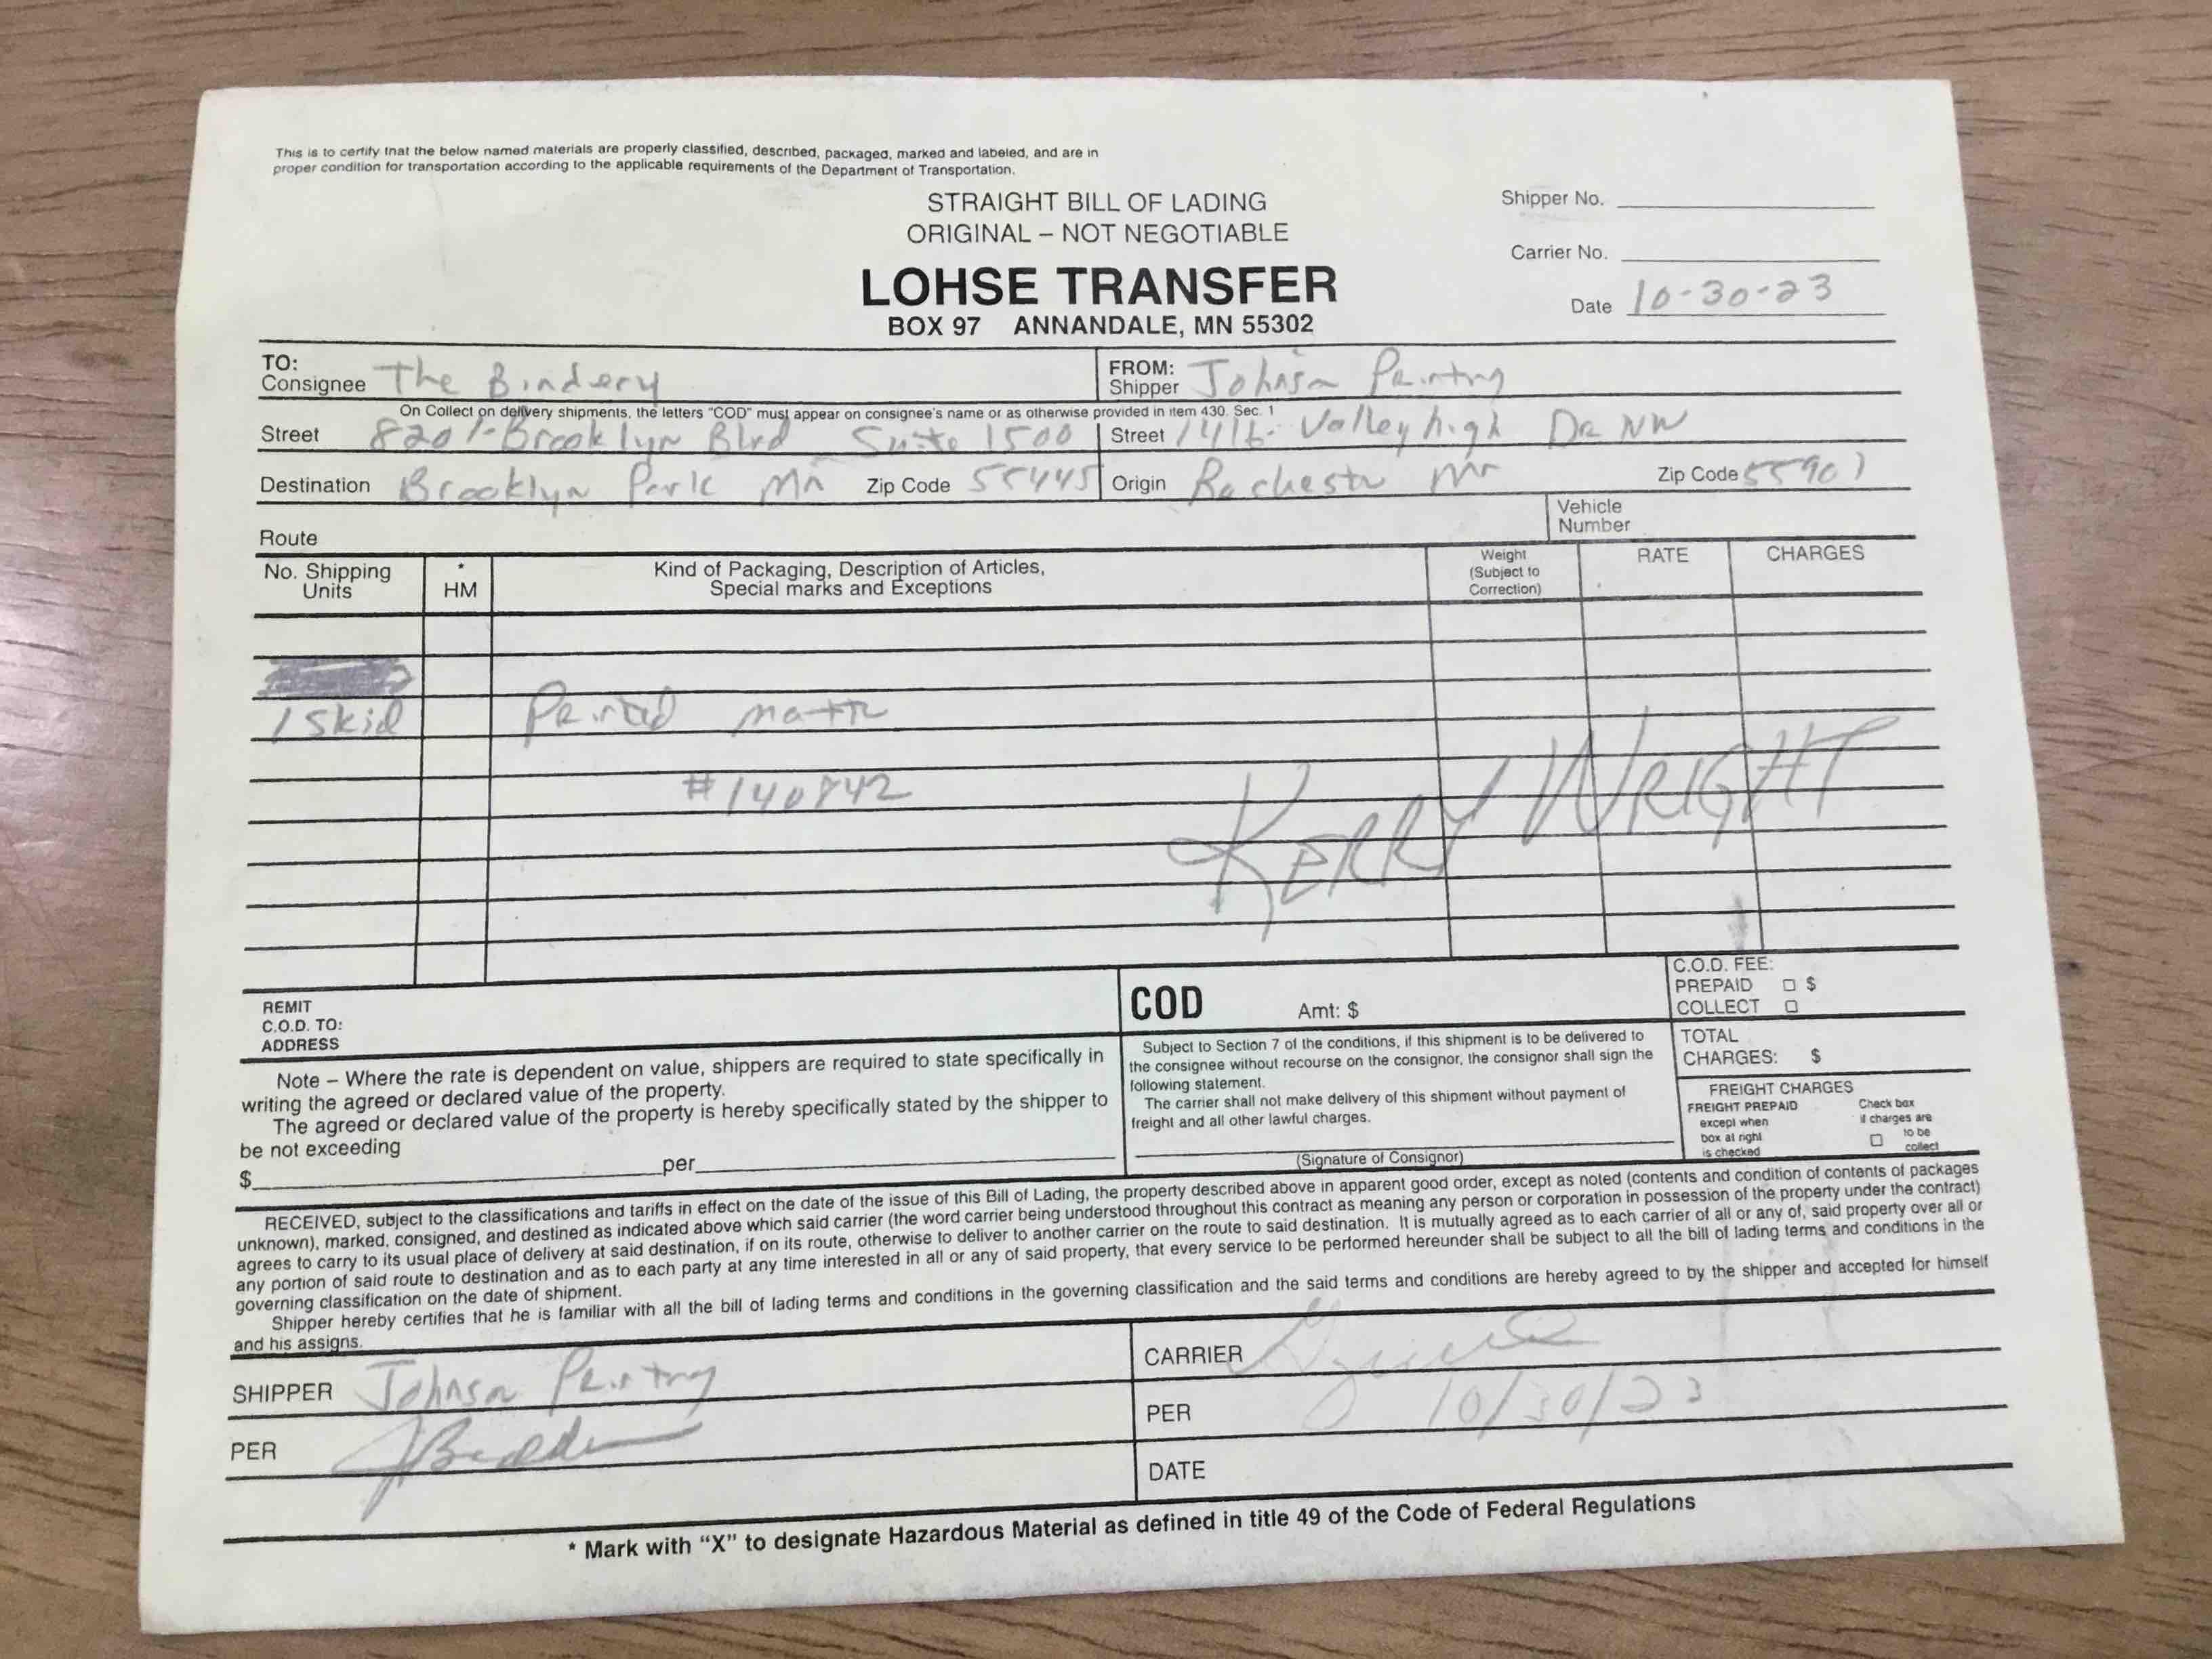 This is to certify that the below named materials are properly classified, described, packaged, marked and labeled, and are in
proper condition for transportation according to the applicable requirements of the Department of Transportation.
STRAIGHT BILL OF LADING
ORIGINAL – NOT NEGOTIABLE
LOHSE TRANSFER
BOX 97 ANNANDALE, MN 55302
Shipper No.
Carrier No.
Date 10-30-23
TO:
Consignee The Bindery
FROM:
Shipper Johnson Printing
On Collect on delivery shipments, the letters "COD" must appear on consignee's name or as otherwise provided in item 430. Sec. 1
Street 8201 Brooklyn Blvd Suite 1500
Street 1416 Valleyhigh Dr NW
Destination Brooklyn Park Mn Zip Code 55445
Origin Rochester Mn Zip Code 55901
Route
Vehicle
Number
No. Shipping
Units
*
HM
Kind of Packaging, Description of Articles,
Special marks and Exceptions
Weight
(Subject to
Correction)
RATE
CHARGES
1 Skid Printed matter
#140842
KERRY WRIGHT
REMIT
C.O.D. TO:
ADDRESS
COD Amt: $
C.O.D. FEE:
PREPAID $
COLLECT
Note – Where the rate is dependent on value, shippers are required to state specifically in
writing the agreed or declared value of the property.
The agreed or declared value of the property is hereby specifically stated by the shipper to
be not exceeding
$ per
Subject to Section 7 of the conditions, if this shipment is to be delivered to
the consignee without recourse on the consignor, the consignor shall sign the
following statement.
The carrier shall not make delivery of this shipment without payment of
freight and all other lawful charges.
(Signature of Consignor)
TOTAL
CHARGES: $
FREIGHT CHARGES
FREIGHT PREPAID
except when
box at right
is checked
Check box
if charges are
to be
collect
RECEIVED, subject to the classifications and tariffs in effect on the date of the issue of this Bill of Lading, the property described above in apparent good order, except as noted (contents and condition of contents of packages
unknown), marked, consigned, and destined as indicated above which said carrier (the word carrier being understood throughout this contract as meaning any person or corporation in possession of the property under the contract)
agrees to carry to its usual place of delivery at said destination, if on its route, otherwise to deliver to another carrier on the route to said destination. It is mutually agreed as to each carrier of all or any of, said property over all or
any portion of said route to destination and as to each party at any time interested in all or any of said property, that every service to be performed hereunder shall be subject to all the bill of lading terms and conditions in the
governing classification on the date of shipment.
Shipper hereby certifies that he is familiar with all the bill of lading terms and conditions in the governing classification and the said terms and conditions are hereby agreed to by the shipper and accepted for himself
and his assigns.
SHIPPER Johnson Printing
PER
CARRIER
PER 10/30/23
DATE
* Mark with "X" to designate Hazardous Material as defined in title 49 of the Code of Federal Regulations